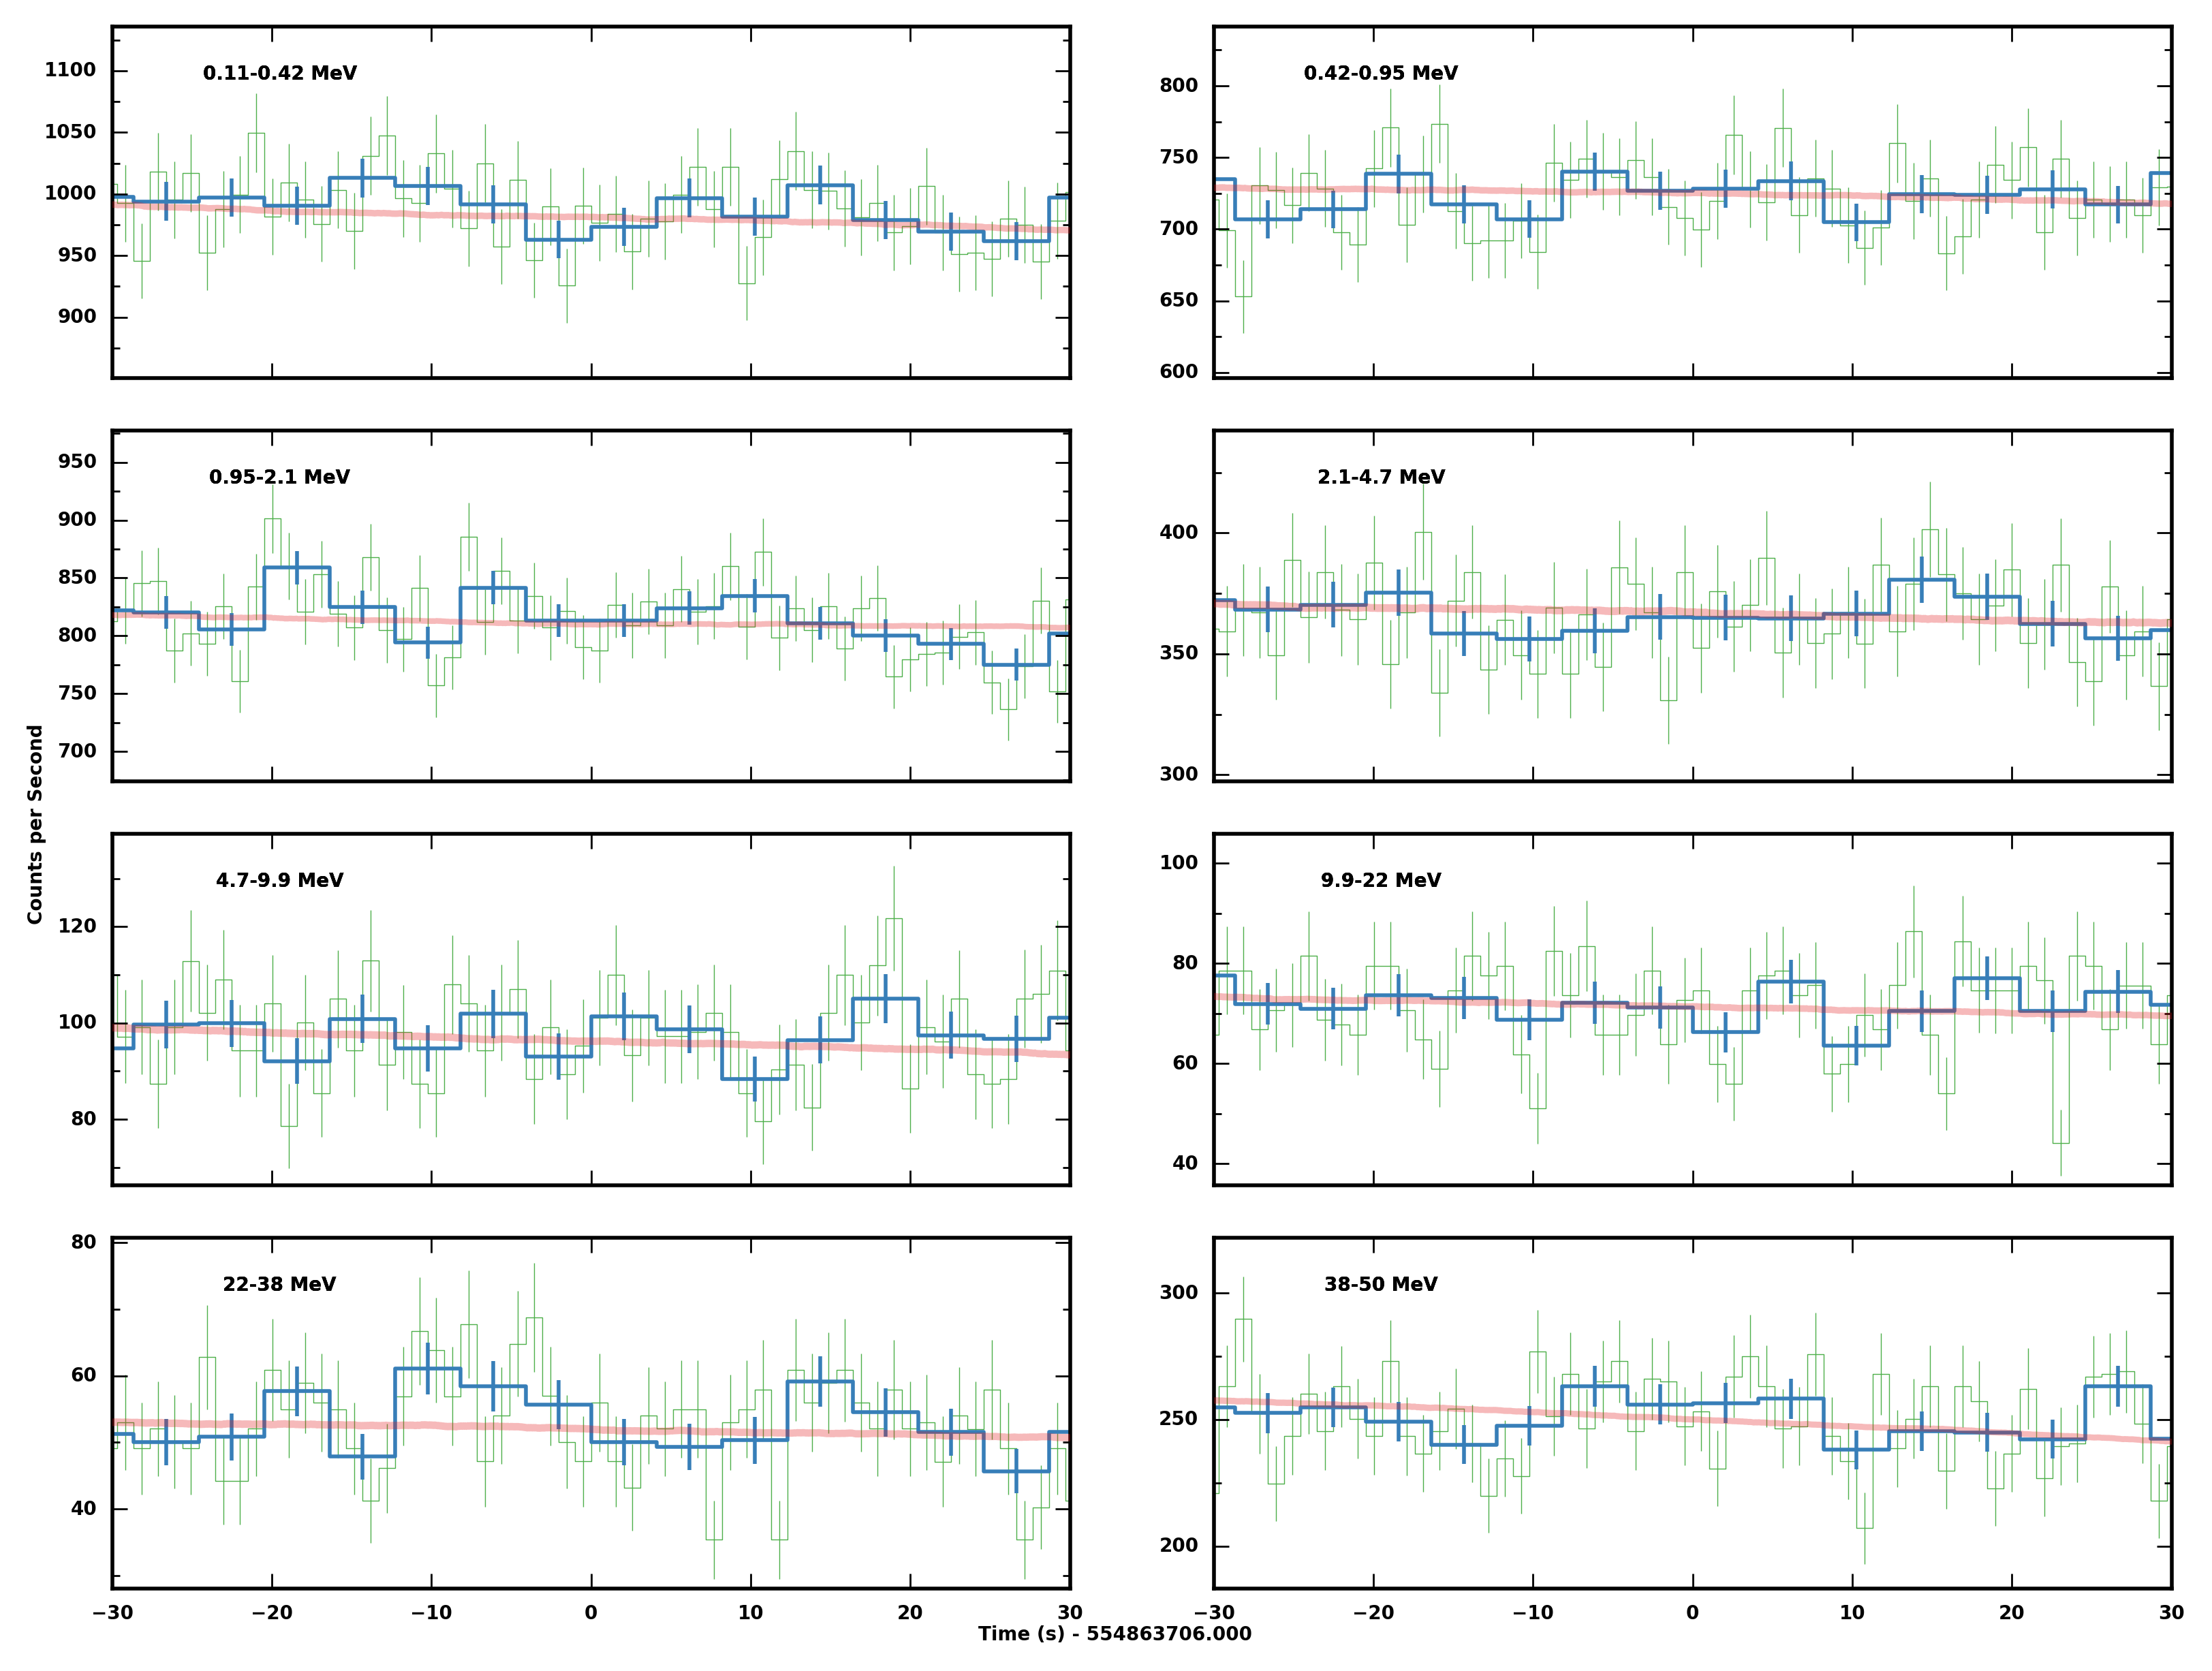 0.11-0.42 MeV
1100
1050
1000
950
900
0.42-0.95 MeV
800
750
700
650
600
0.95-2.1 MeV
950
900
850
800
750
700
2.1-4.7 MeV
400
350
300
Counts per Second
4.7-9.9 MeV
120
100
80
9.9-22 MeV
100
80
60
40
22-38 MeV
80
60
40
−30 −20 −10 0 10 20 30
38-50 MeV
300
250
200
−30 −20 −10 0 10 20 30
Time (s) - 554863706.000